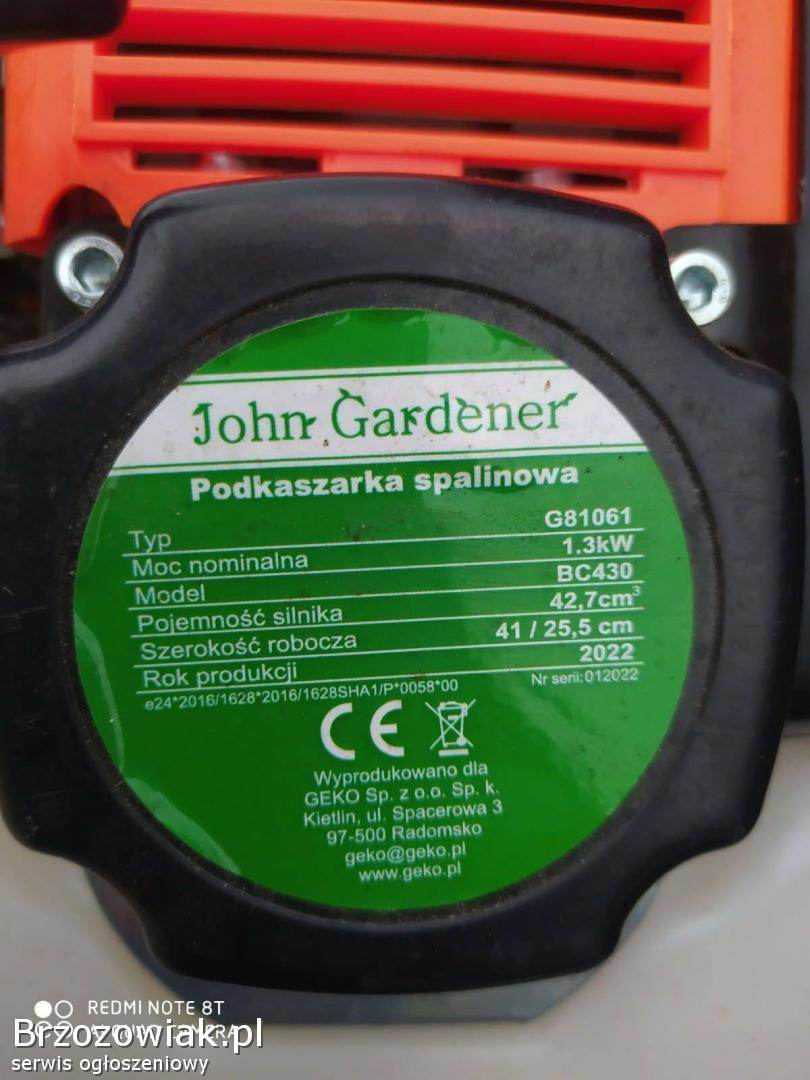 John Gardener
Podkaszarka spalinowa
Typ G81061
Moc nominalna 1.3kW
Model BC430
Pojemność silnika 42,7cm³
Szerokość robocza 41 / 25,5 cm
Rok produkcji 2022
e24*2016/1628*2016/1628SHA1/P*0058*00 Nr serii:012022
CE
Wyprodukowano dla
GEKO Sp. z o.o. Sp. k.
Kietlin, ul. Spacerowa 3
97-500 Radomsko
geko@geko.pl
www.geko.pl
REDMI NOTE 8T
CAMERA
Brzozowiak.pl
serwis ogłoszeniowy